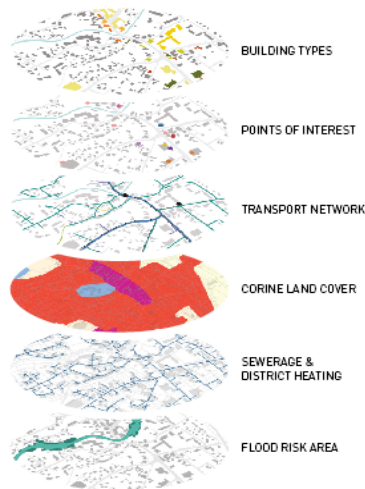 BUILDING TYPES
POINTS OF INTEREST
TRANSPORT NETWORK
CORINE LAND COVER
SEWERAGE &
DISTRICT HEATING
FLOOD RISK AREA